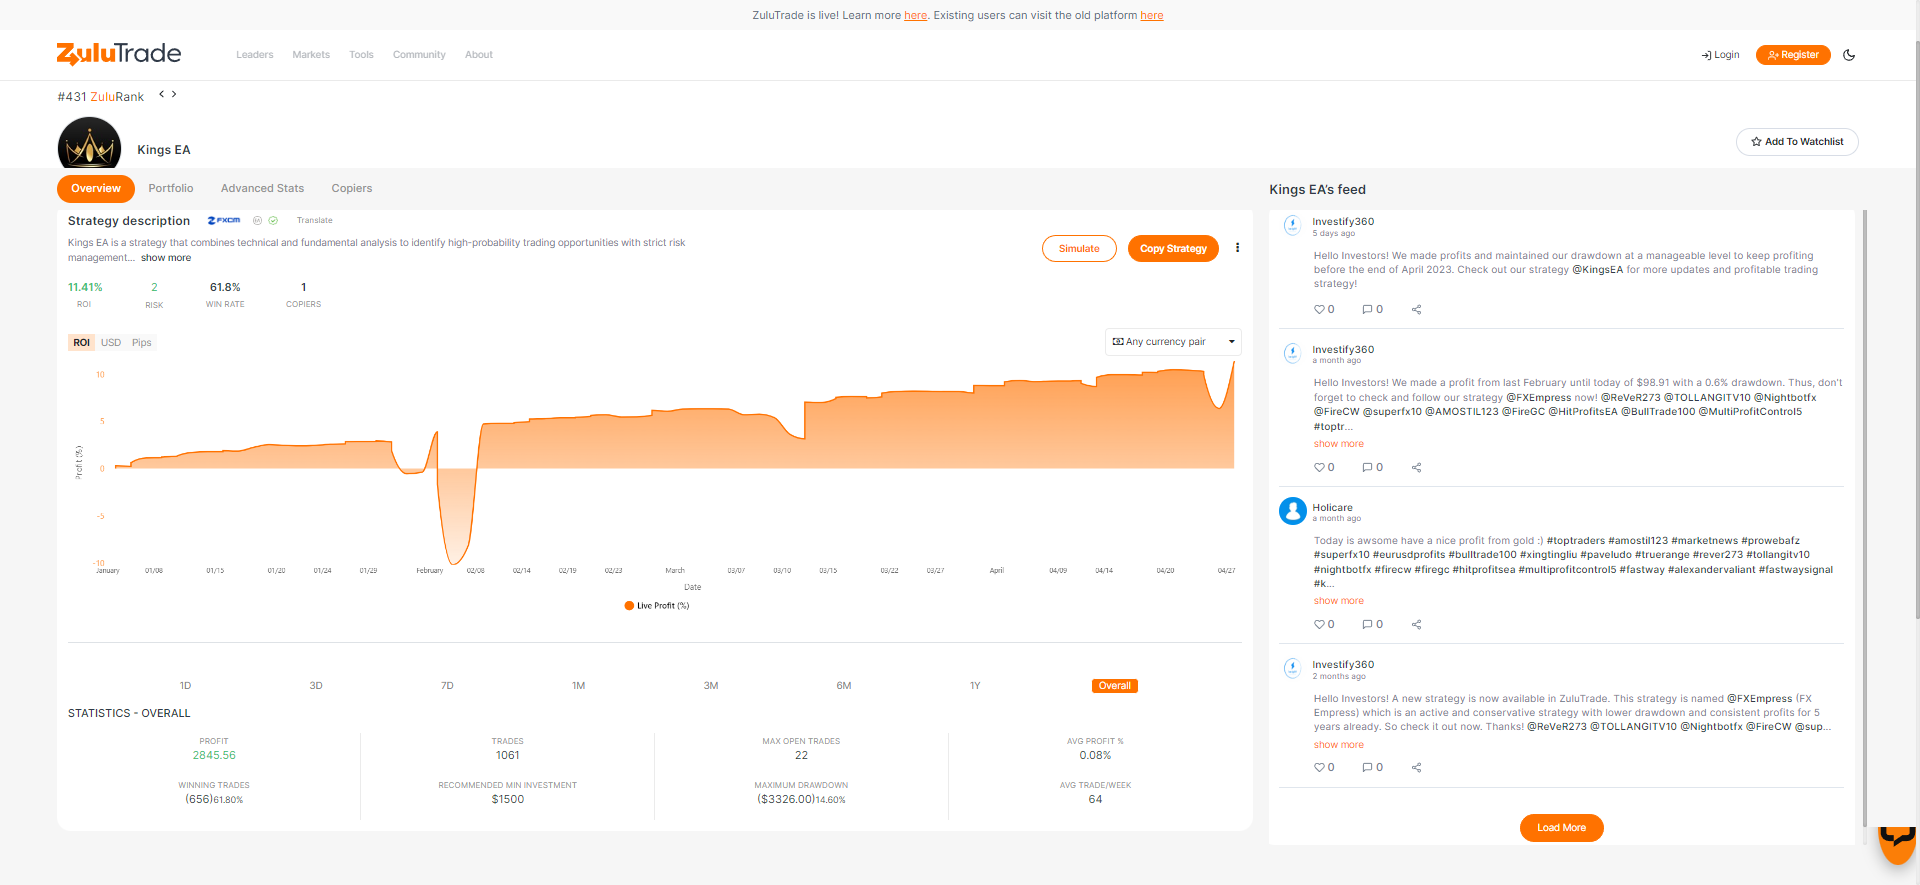 ZuluTrade is live! Learn more here. Existing users can visit the old platform here
ZuluTrade
Leaders Markets Tools Community About
Login Register
#431 ZuluRank
Kings EA
Add To Watchlist
Overview Portfolio Advanced Stats Copiers
Strategy description FXCM EA Translate
Kings EA is a strategy that combines technical and fundamental analysis to identify high-probability trading opportunities with strict risk
management... show more
Simulate Copy Strategy
11.41% 2 61.8% 1
ROI RISK WIN RATE COPIERS
ROI USD Pips
Any currency pair
10
5
0
-5
-10
Profit (%)
January 01/08 01/15 01/20 01/24 01/29 February 02/08 02/14 02/19 02/23 March 03/07 03/10 03/15 03/22 03/27 April 04/09 04/14 04/20 04/27
Date
Live Profit (%)
1D 3D 7D 1M 3M 6M 1Y Overall
STATISTICS - OVERALL
PROFIT TRADES MAX OPEN TRADES AVG PROFIT %
2845.56 1061 22 0.08%
WINNING TRADES RECOMMENDED MIN INVESTMENT MAXIMUM DRAWDOWN AVG TRADE/WEEK
(656)61.80% $1500 ($3326.00)14.60% 64
Kings EA's feed
Investify360
5 days ago
Hello Investors! We made profits and maintained our drawdown at a manageable level to keep profiting
before the end of April 2023. Check out our strategy @KingsEA for more updates and profitable trading
strategy!
0 0
Investify360
a month ago
Hello Investors! We made a profit from last February until today of $98.91 with a 0.6% drawdown. Thus, don't
forget to check and follow our strategy @FXEmpress now! @ReVeR273 @TOLLANGITV10 @Nightbotfx
@FireCW @superfx10 @AMOSTIL123 @FireGC @HitProfitsEA @BullTrade100 @MultiProfitControl5
#toptr...
show more
0 0
Holicare
a month ago
Today is awsome have a nice profit from gold :) #toptraders #amostil123 #marketnews #prowebafz
#superfx10 #eurusdprofits #bulltrade100 #xingtingliu #paveludo #truerange #rever273 #tollangitv10
#nightbotfx #firecw #firegc #hitprofitsea #multiprofitcontrol5 #fastway #alexandervaliant #fastwaysignal
#k...
show more
0 0
Investify360
2 months ago
Hello Investors! A new strategy is now available in ZuluTrade. This strategy is named @FXEmpress (FX
Empress) which is an active and conservative strategy with lower drawdown and consistent profits for 5
years already. So check it out now. Thanks! @ReVeR273 @TOLLANGITV10 @Nightbotfx @FireCW @sup...
show more
0 0
Load More